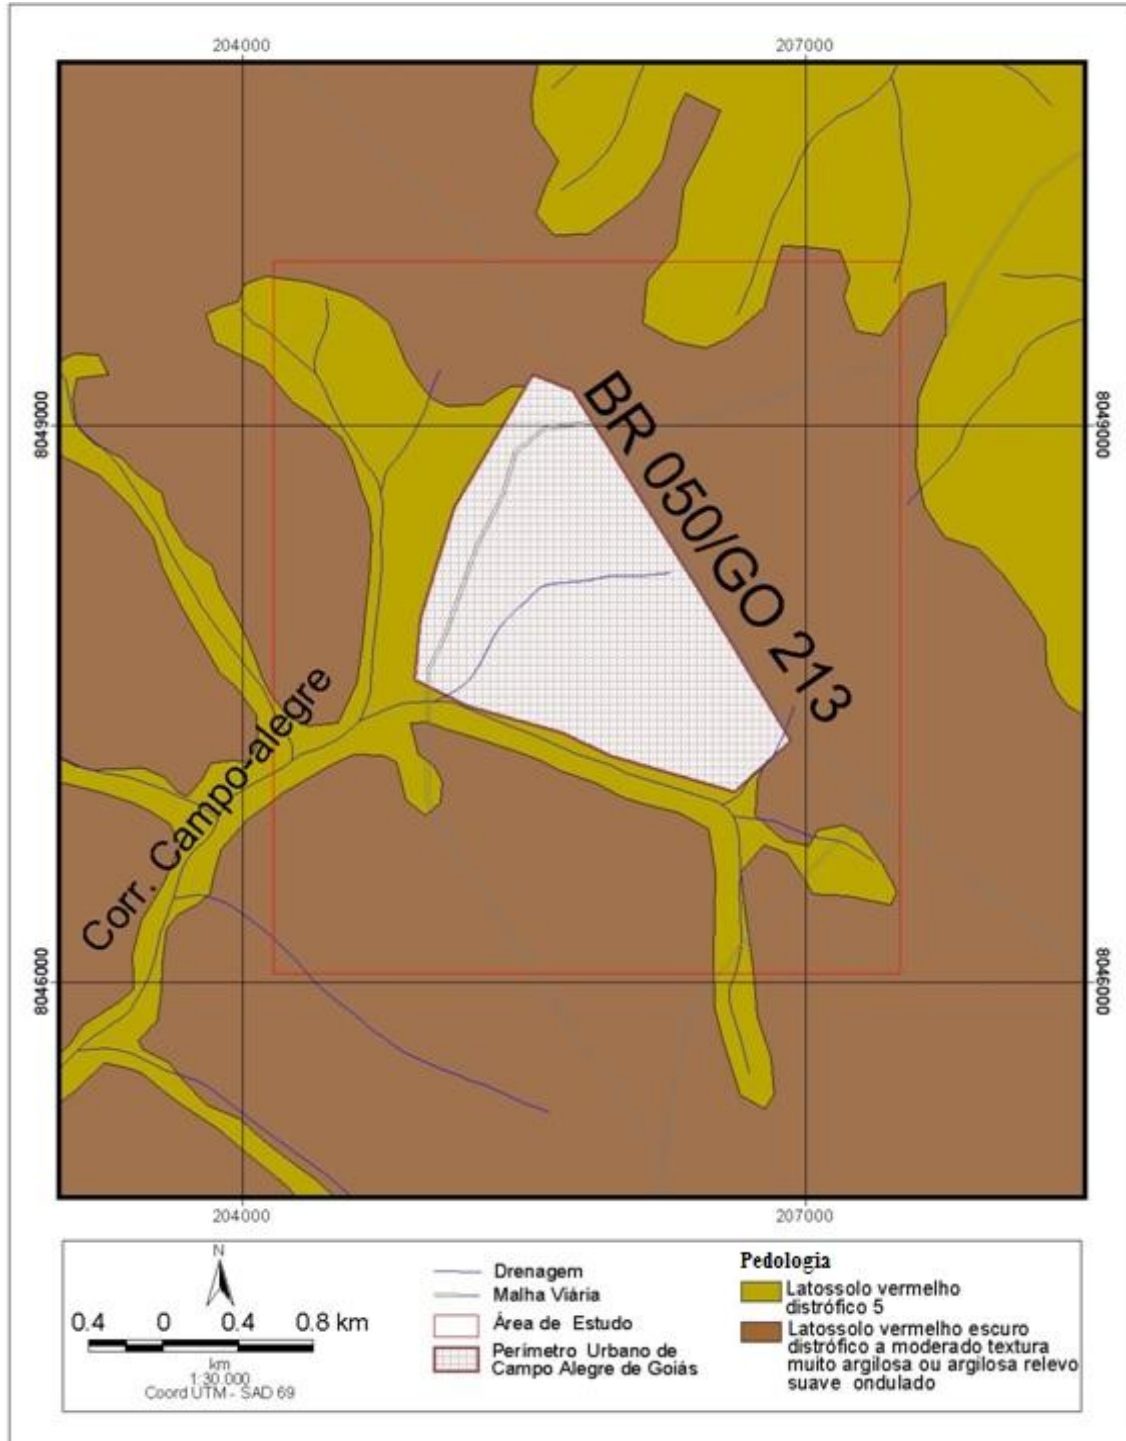 204000
207000
8049000
8049000
BR 050/GO 213
Corr. Campo-alegre
8046000
8046000
204000
207000
N
0.4 0 0.4 0.8 km
km
1:30.000
Coord UTM - SAD 69
Drenagem
Malha Viária
Área de Estudo
Perímetro Urbano de
Campo Alegre de Goiás
Pedologia
Latossolo vermelho
distrófico 5
Latossolo vermelho escuro
distrófico a moderado textura
muito argilosa ou argilosa relevo
suave ondulado